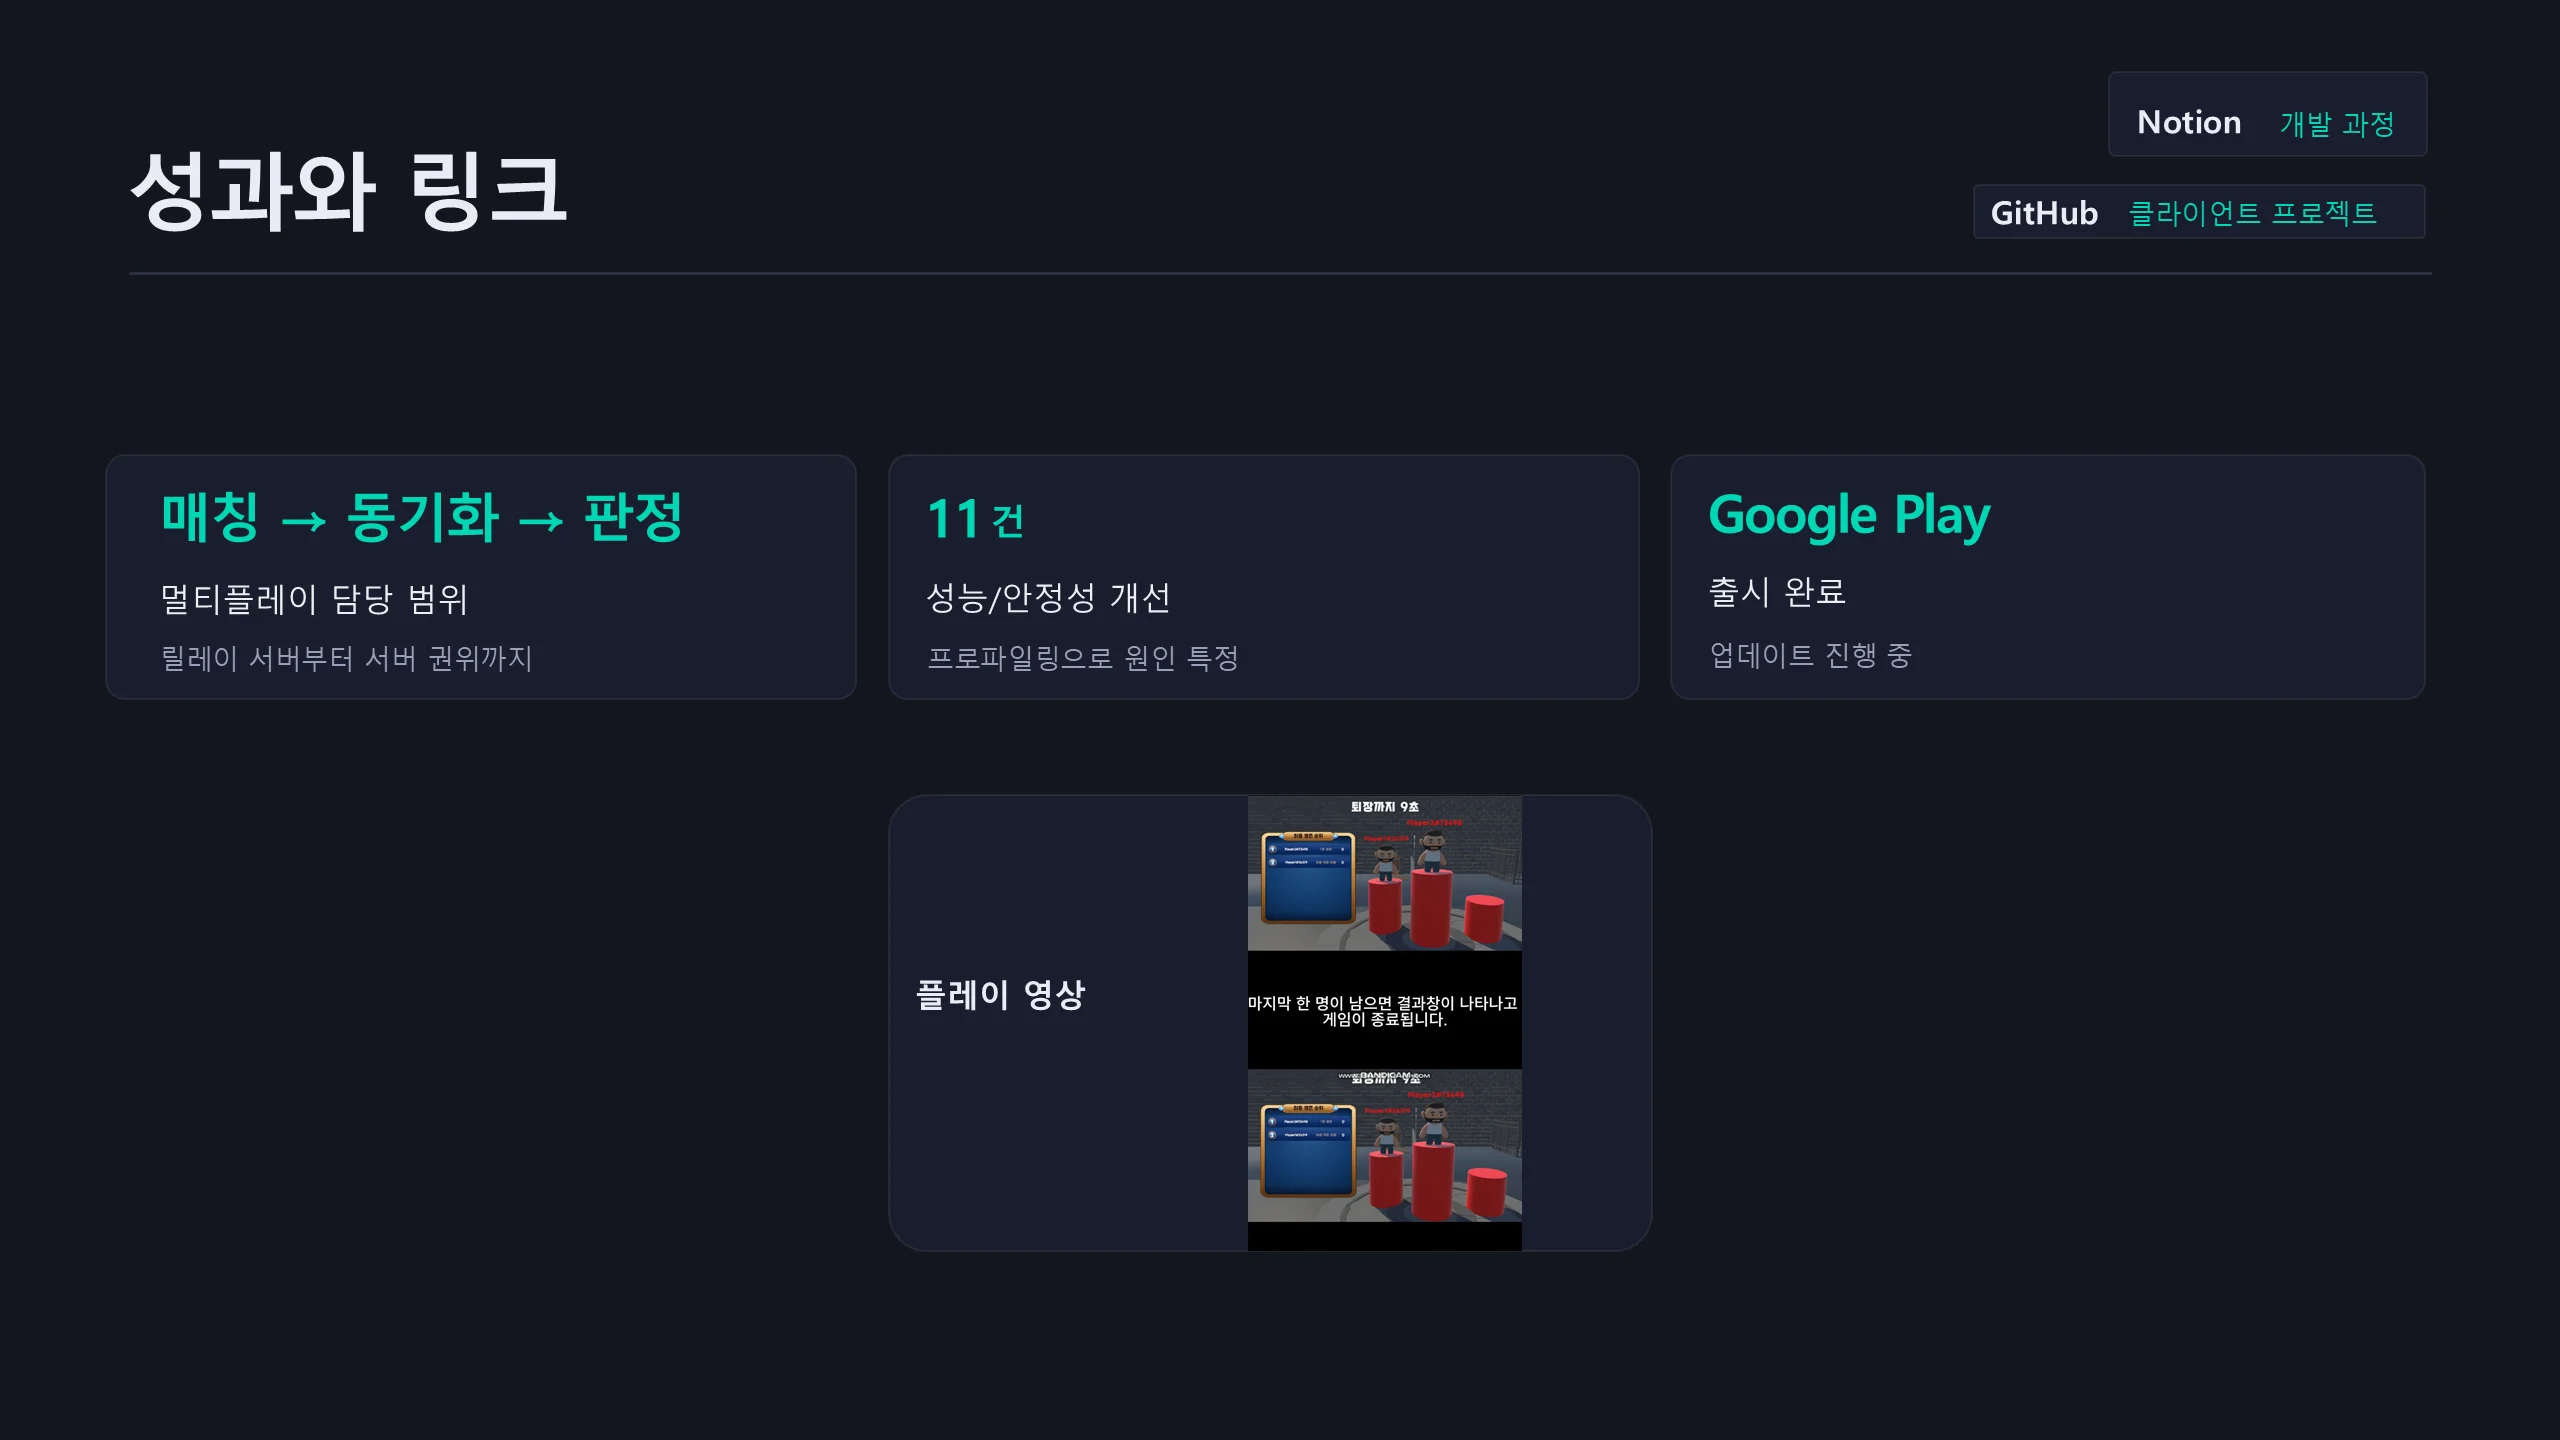 Notion 개발 과정
성과와 링크
GitHub 클라이언트 프로젝트
매칭 → 동기화 → 판정
멀티플레이 담당 범위
릴레이 서버부터 서버 권위까지
11 건
성능/안정성 개선
프로파일링으로 원인 특정
Google Play
출시 완료
업데이트 진행 중
플레이 영상
퇴장까지 9초
마지막 한 명이 남으면 결과창이 나타나고
게임이 종료됩니다.
퇴장까지 9초